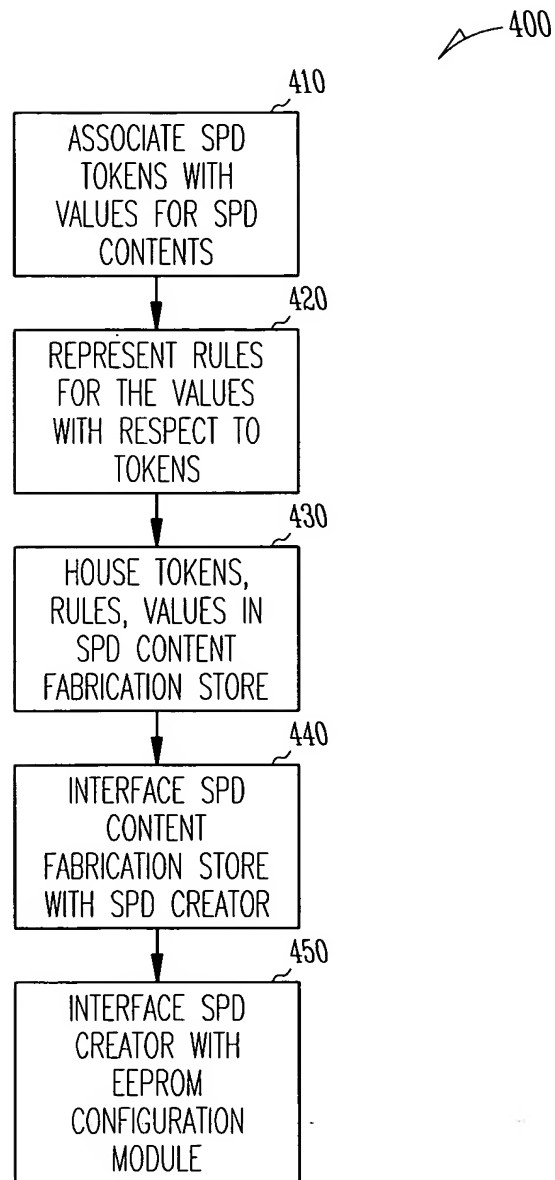 400
410
ASSOCIATE SPD
TOKENS WITH
VALUES FOR SPD
CONTENTS
420
REPRESENT RULES
FOR THE VALUES
WITH RESPECT TO
TOKENS
430
HOUSE TOKENS,
RULES, VALUES IN
SPD CONTENT
FABRICATION STORE
440
INTERFACE SPD
CONTENT
FABRICATION STORE
WITH SPD CREATOR
450
INTERFACE SPD
CREATOR WITH
EEPROM
CONFIGURATION
MODULE